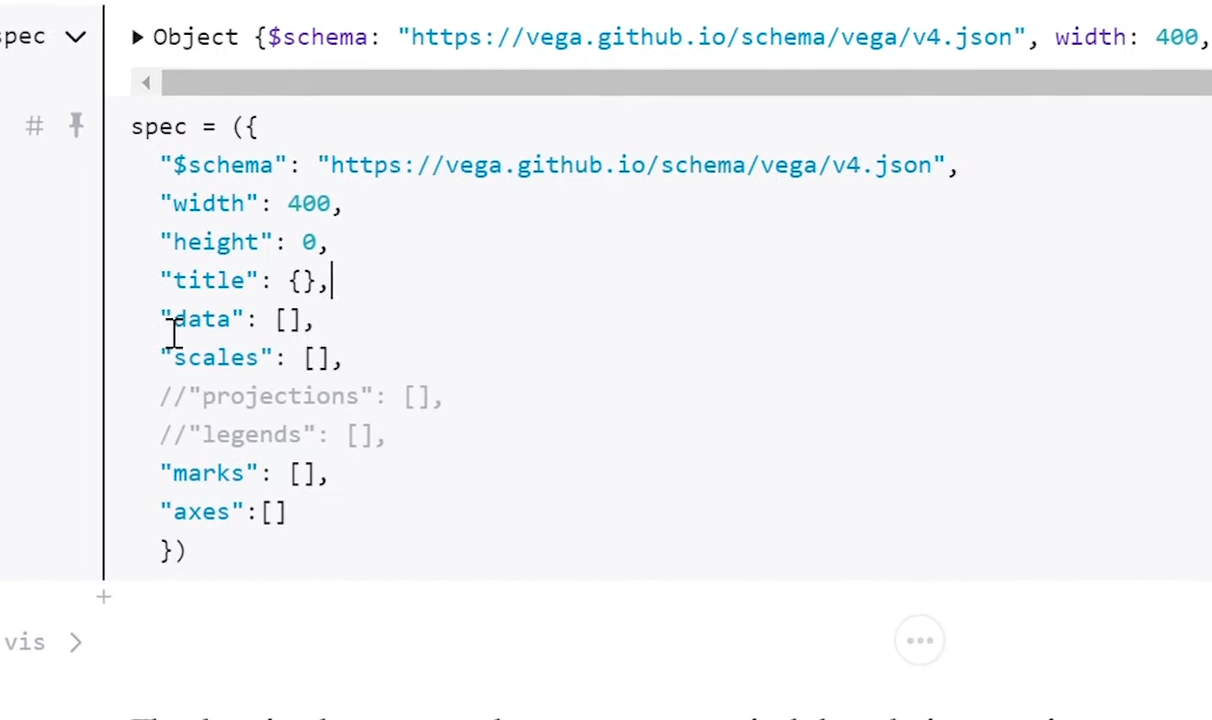 spec
Object {$schema: "https://vega.github.io/schema/vega/v4.json", width: 400,
spec = ({
"$schema": "https://vega.github.io/schema/vega/v4.json",
"width": 400,
"height": 0,
"title": {},
"data": [],
"scales": [],
//"projections": [],
//"legends": [],
"marks": [],
"axes":[]
})
vis